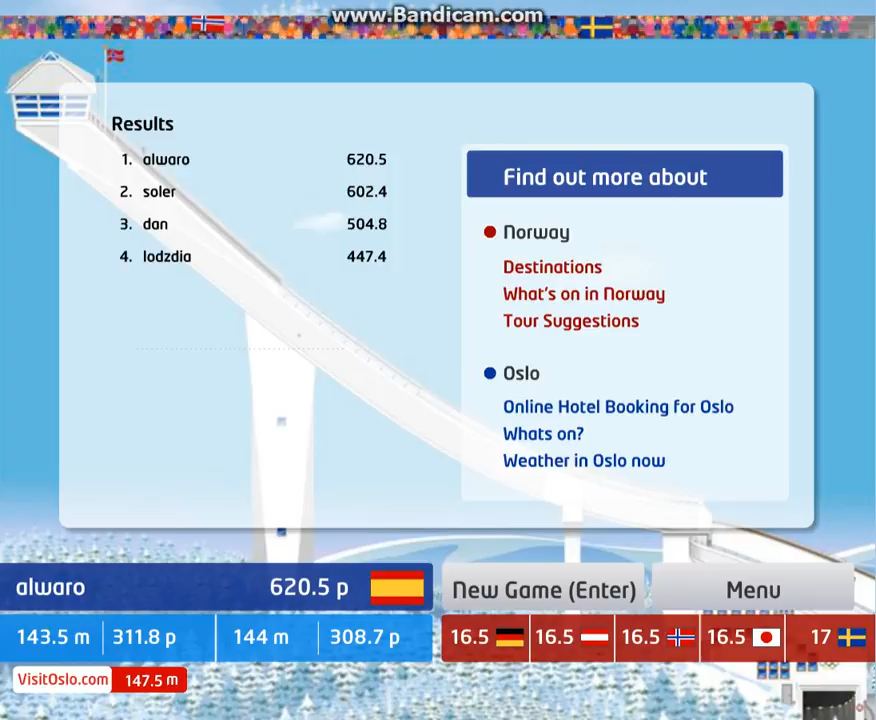 www.Bandicam.com
Results
1. alwaro 620.5
2. soler 602.4
3. dan 504.8
4. lodzdia 447.4
Find out more about
Norway
Destinations
What's on in Norway
Tour Suggestions
Oslo
Online Hotel Booking for Oslo
Whats on?
Weather in Oslo now
alwaro 620.5 p
New Game (Enter)
Menu
143.5 m 311.8 p 144 m 308.7 p
16.5 16.5 16.5 16.5 17
VisitOslo.com 147.5 m